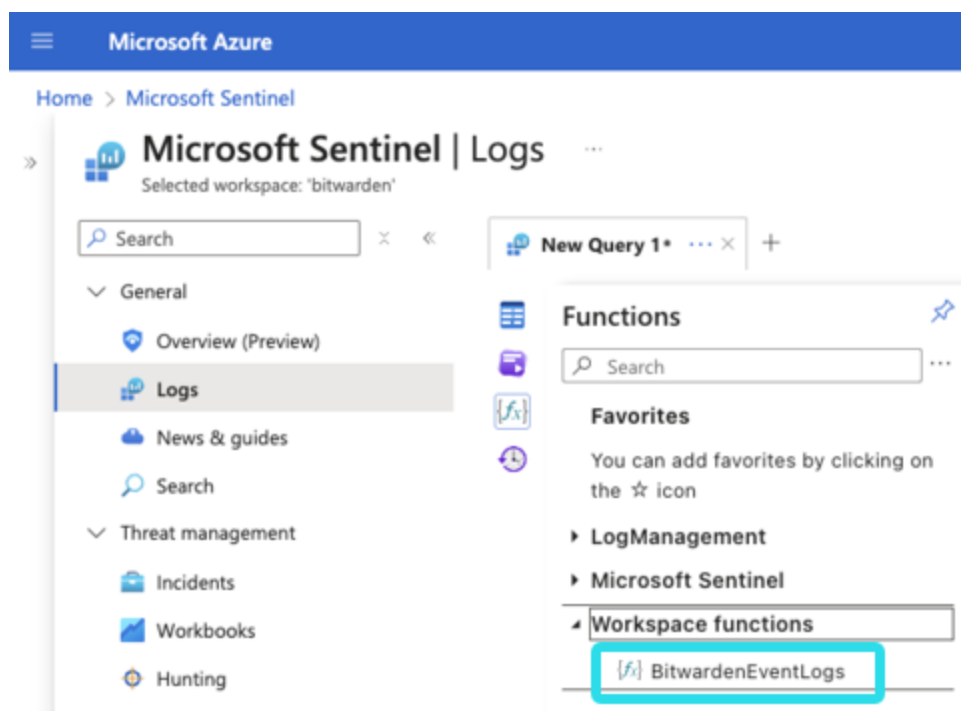 Microsoft Azure
Home > Microsoft Sentinel
Microsoft Sentinel | Logs ...
Selected workspace: 'bitwarden'
Search
General
Overview (Preview)
Logs
News & guides
Search
Threat management
Incidents
Workbooks
Hunting
New Query 1* ...
Functions
Search
Favorites
You can add favorites by clicking on
the ☆ icon
LogManagement
Microsoft Sentinel
Workspace functions
{fx} BitwardenEventLogs